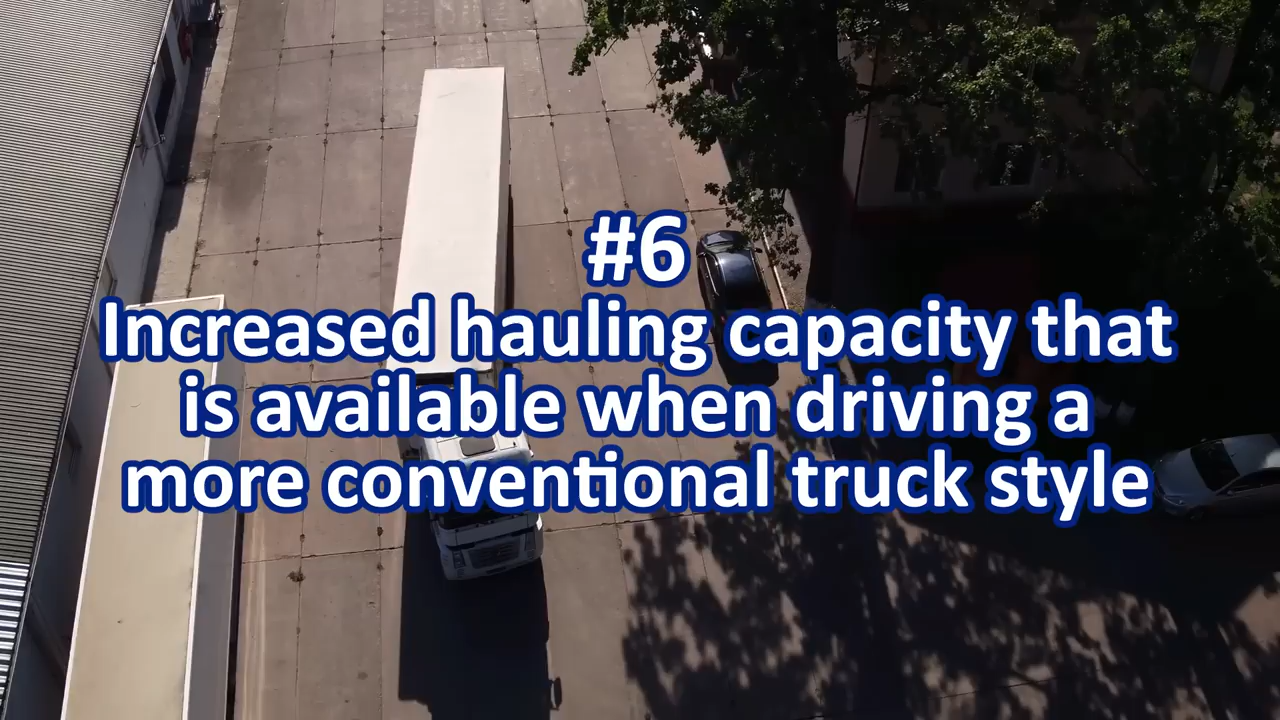 #6
Increased hauling capacity that
is available when driving a
more conventional truck style